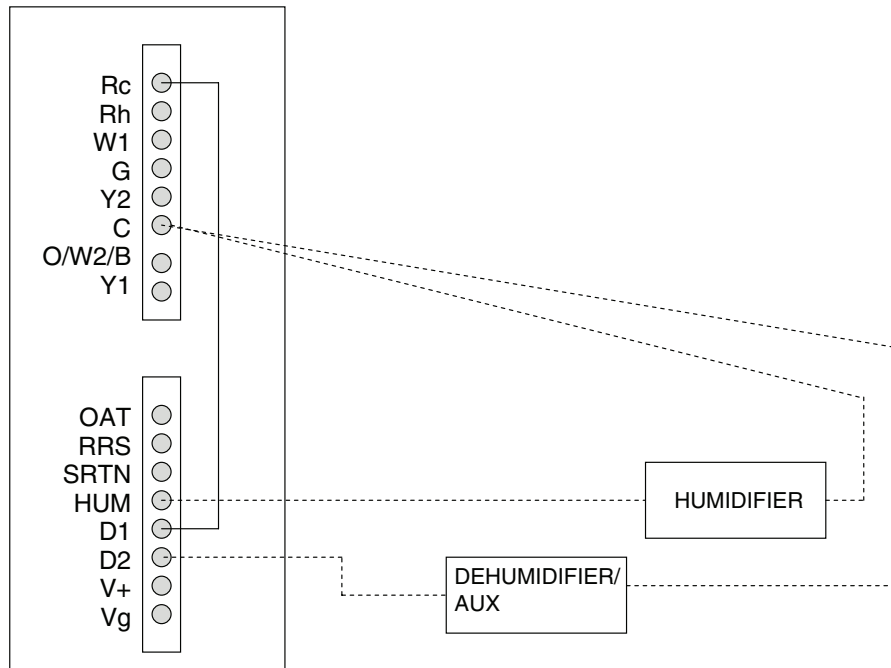 Rc
Rh
W1
G
Y2
C
O/W2/B
Y1
OAT
RRS
SRTN
HUM
D1
D2
V+
Vg
HUMIDIFIER
DEHUMIDIFIER/
AUX